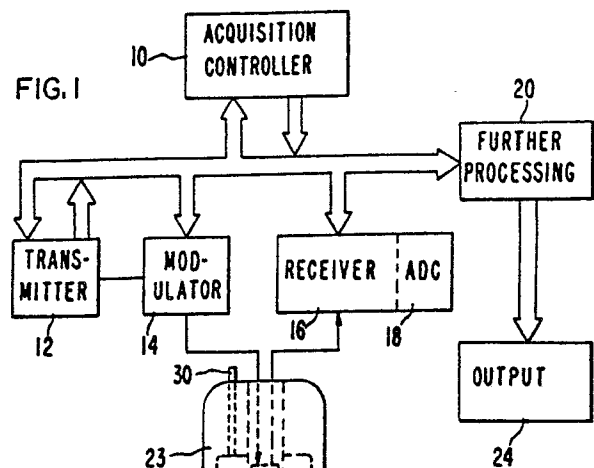 FIG. 1
10
ACQUISITION
CONTROLLER
20
FURTHER
PROCESSING
TRANS-
MITTER
12
MOD-
ULATOR
14
RECEIVER
ADC
16
18
OUTPUT
24
30
23